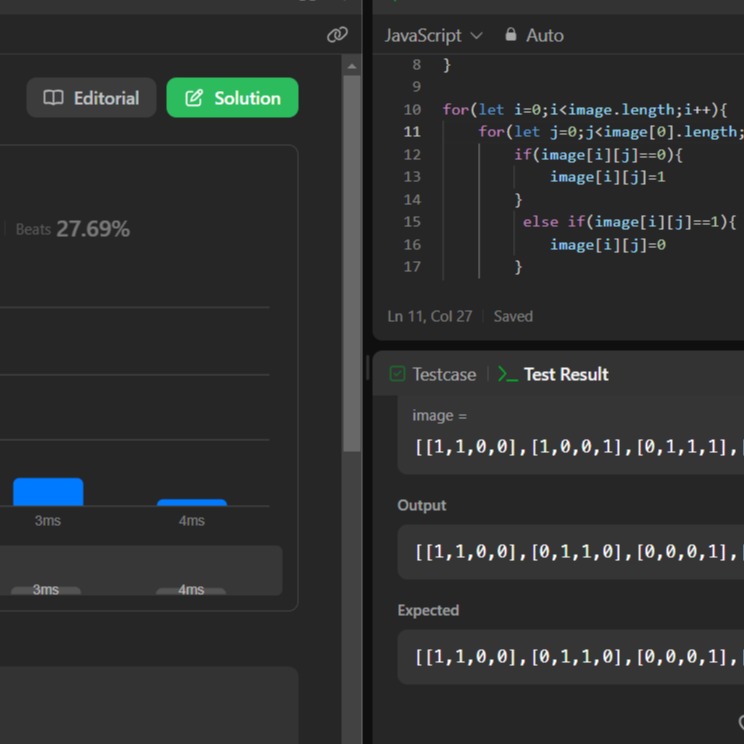 Editorial
Solution
Beats 27.69%
3ms
4ms
3ms
4ms
JavaScript
Auto
8 }
9
10 for(let i=0;i<image.length;i++){
11 for(let j=0;j<image[0].length;
12 if(image[i][j]==0){
13 image[i][j]=1
14 }
15 else if(image[i][j]==1){
16 image[i][j]=0
17 }
Ln 11, Col 27
Saved
Testcase
Test Result
image =
[[1,1,0,0],[1,0,0,1],[0,1,1,1],[
Output
[[1,1,0,0],[0,1,1,0],[0,0,0,1],[
Expected
[[1,1,0,0],[0,1,1,0],[0,0,0,1],[